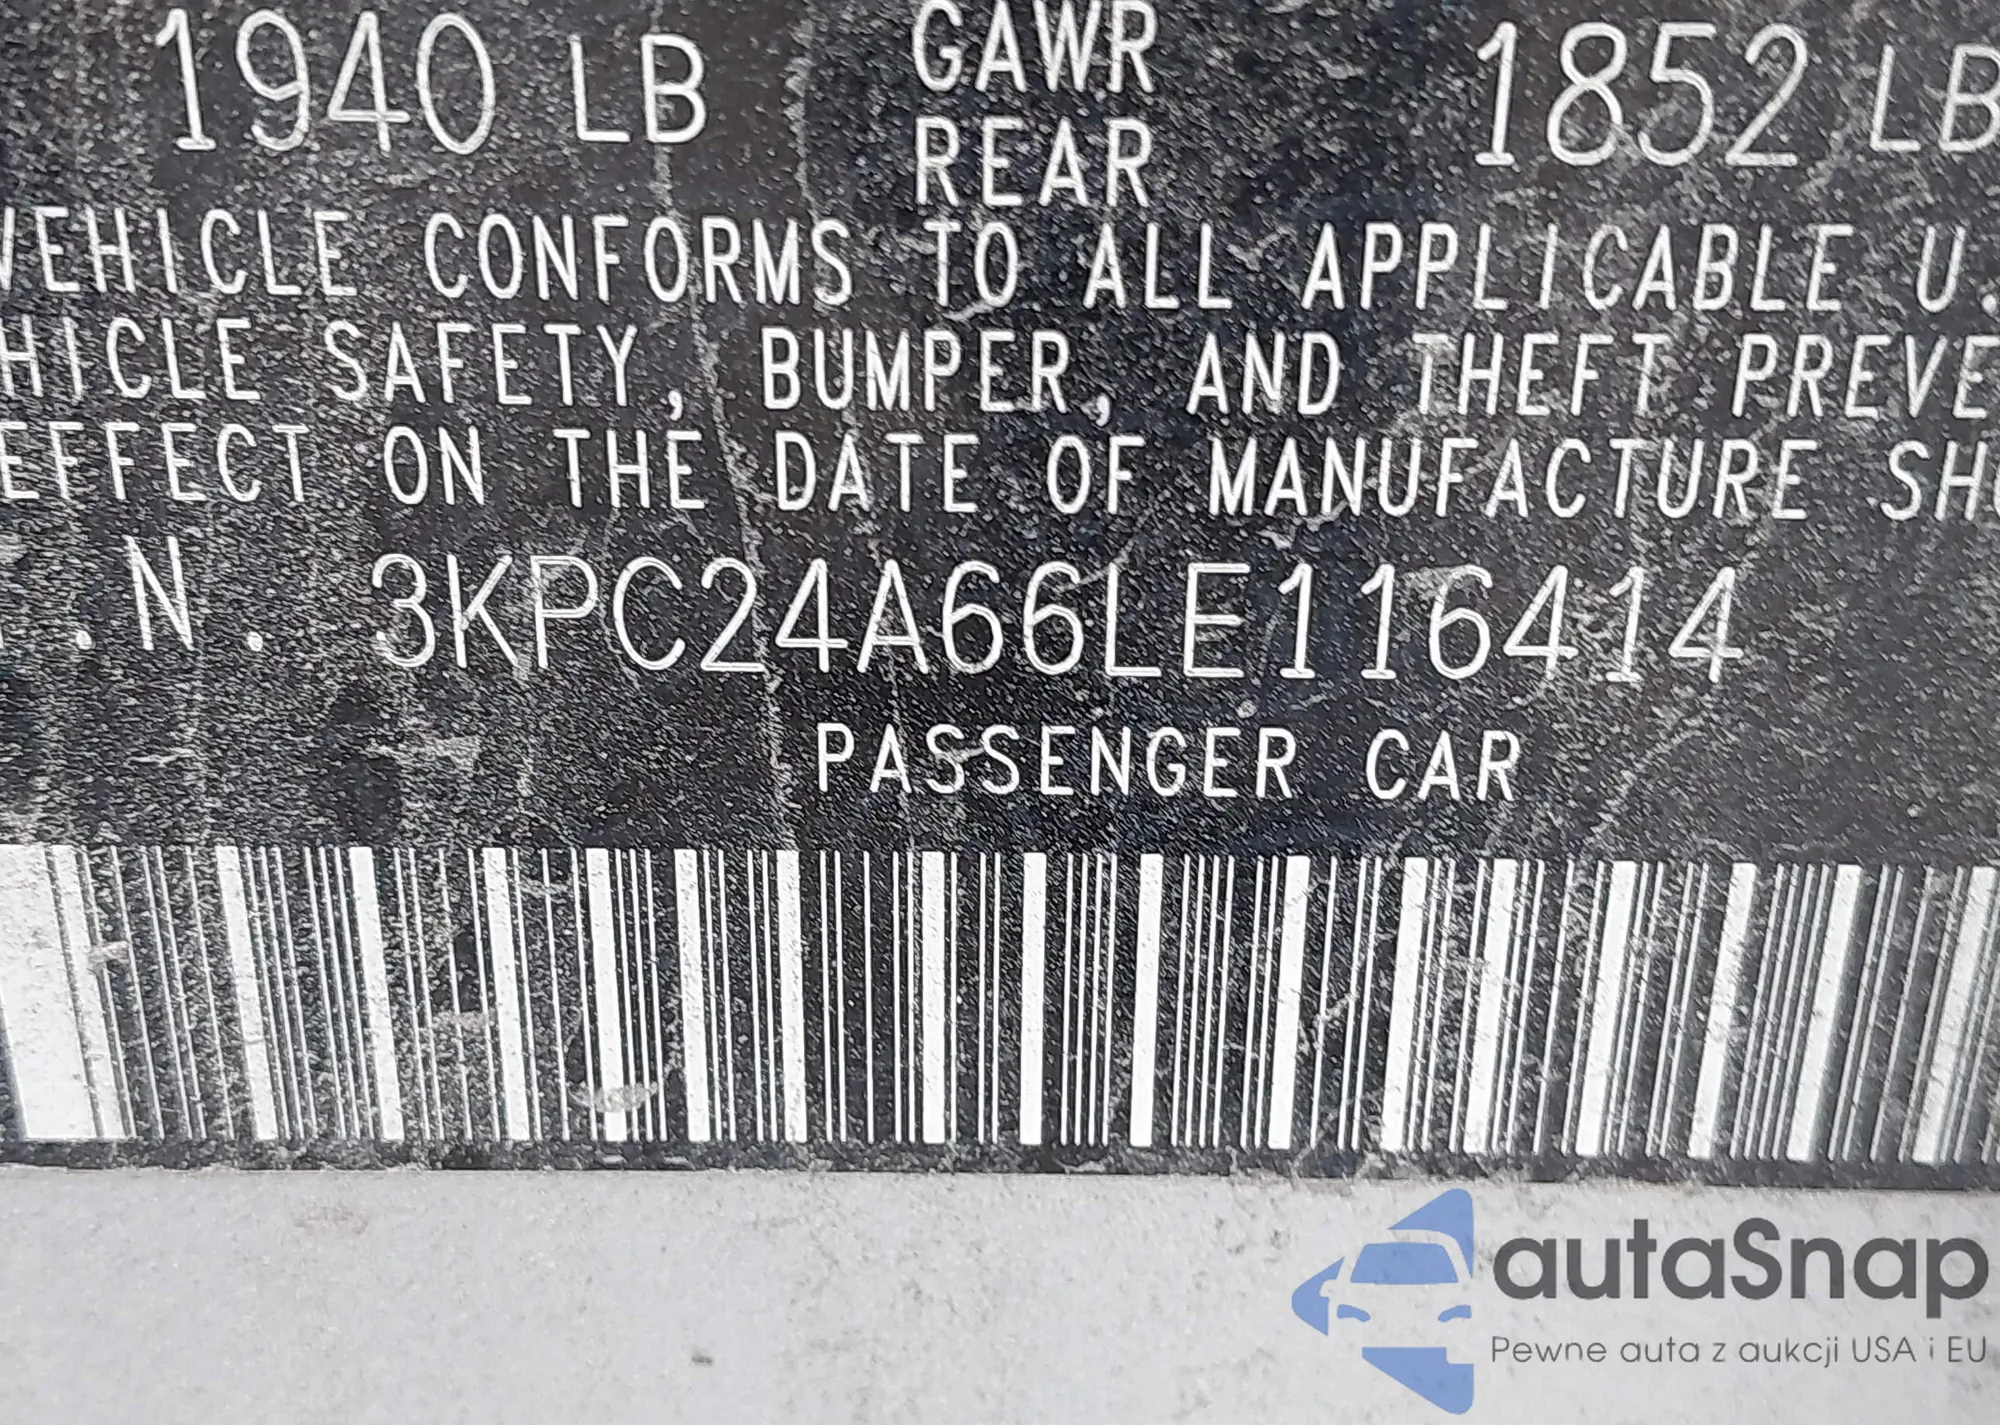 1940 LB GAWR REAR 1852 LB
VEHICLE CONFORMS TO ALL APPLICABLE U.
HICLE SAFETY, BUMPER, AND THEFT PREVE
EFFECT ON THE DATE OF MANUFACTURE SHO
.N. 3KPC24A66LE116414
PASSENGER CAR
autaSnap
Pewne auta z aukcji USA i EU